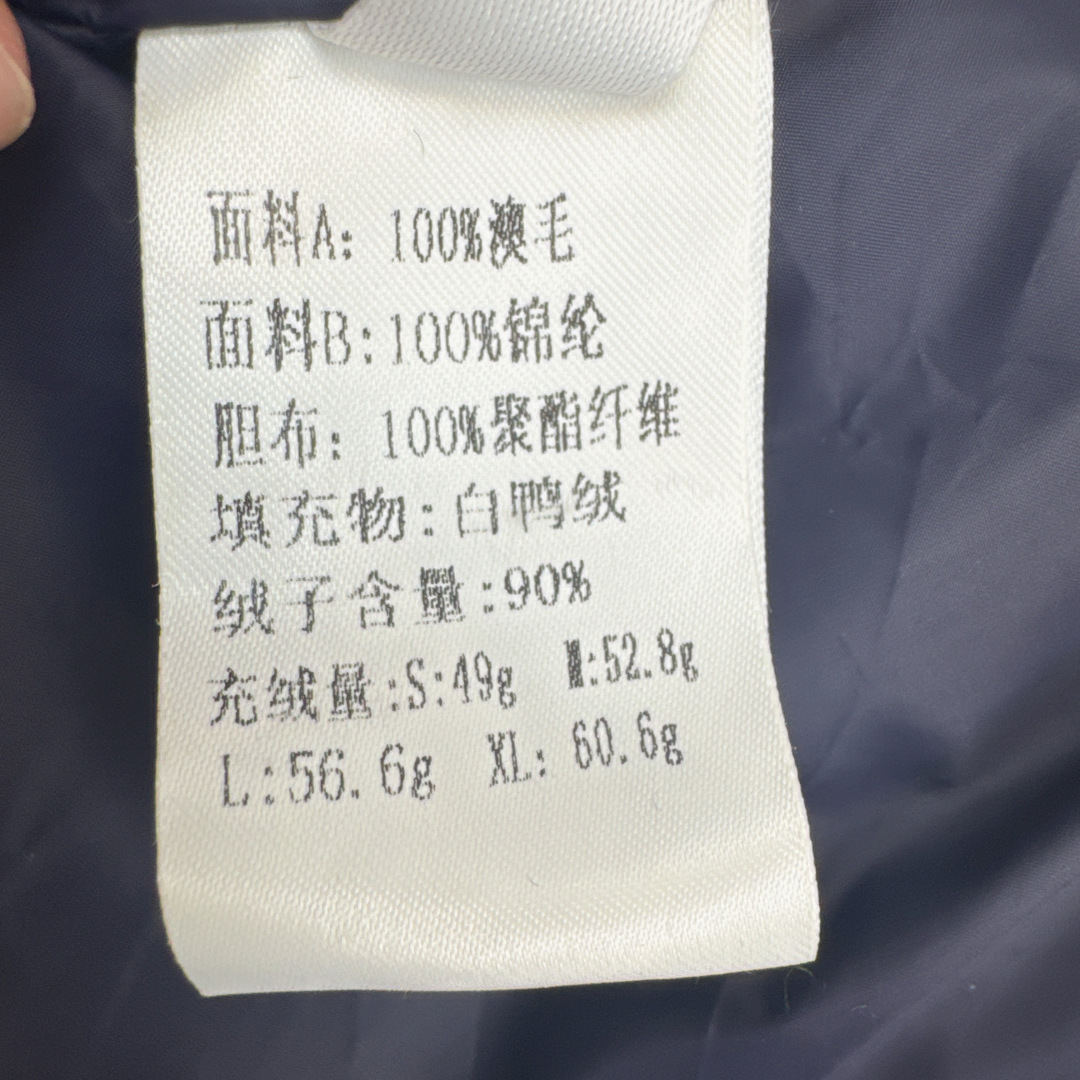 面料A: 100%澳毛
面料B:100%锦纶
胆布: 100%聚酯纤维
填充物:白鸭绒
绒子含量:90%
充绒量:S:49g M:52.8g
L:56.6g XL: 60.6g